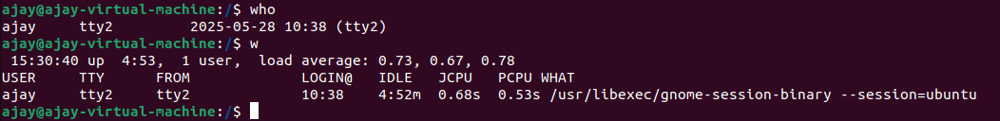 ajay@ajay-virtual-machine:/$ who
ajay     tty2         2025-05-28 10:38 (tty2)
ajay@ajay-virtual-machine:/$ w
 15:30:40 up  4:53,  1 user,  load average: 0.73, 0.67, 0.78
USER     TTY      FROM             LOGIN@   IDLE   JCPU   PCPU WHAT
ajay     tty2     tty2             10:38    4:52m  0.68s  0.53s /usr/libexec/gnome-session-binary --session=ubuntu
ajay@ajay-virtual-machine:/$